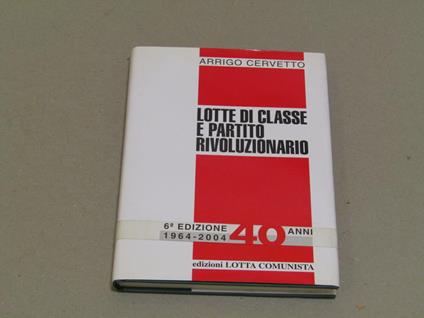 ARRIGO CERVETTO
LOTTE DI CLASSE
E PARTITO
RIVOLUZIONARIO
6ª EDIZIONE
1964-2004
40 ANNI
edizioni LOTTA COMUNISTA